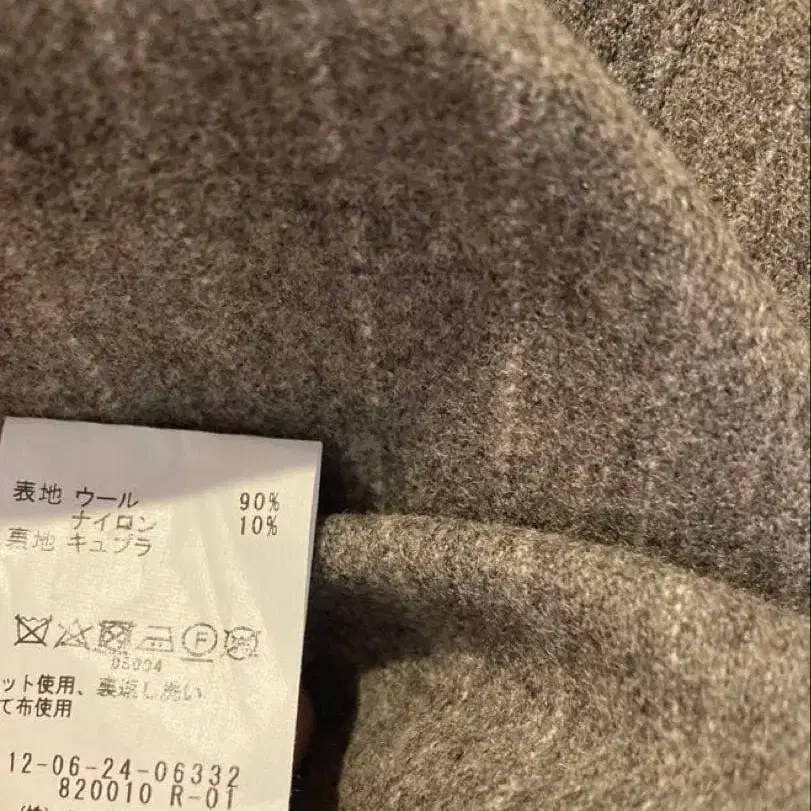 表地 ウール 90%
ナイロン 10%
裏地 キュプラ
F
ット使用、裏返し洗い
て布使用
12-06-24-06332
820010 R-01